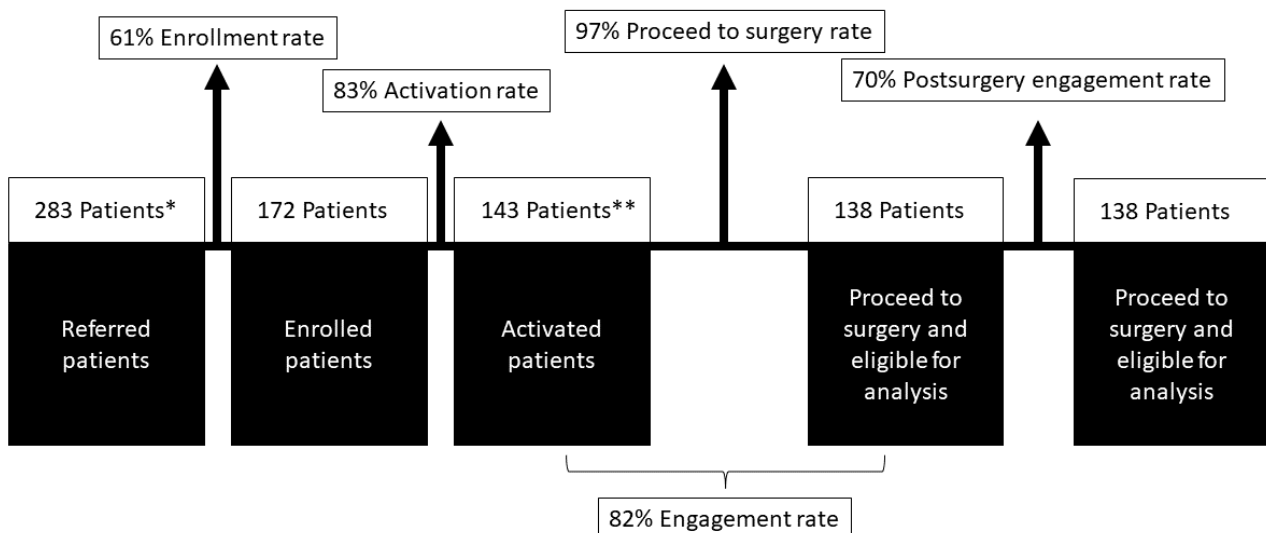 61% Enrollment rate
97% Proceed to surgery rate
83% Activation rate
70% Postsurgery engagement rate
283 Patients*
172 Patients
143 Patients**
138 Patients
138 Patients
Referred
patients
Enrolled
patients
Activated
patients
Proceed to
surgery and
eligible for
analysis
Proceed to
surgery and
eligible for
analysis
82% Engagement rate